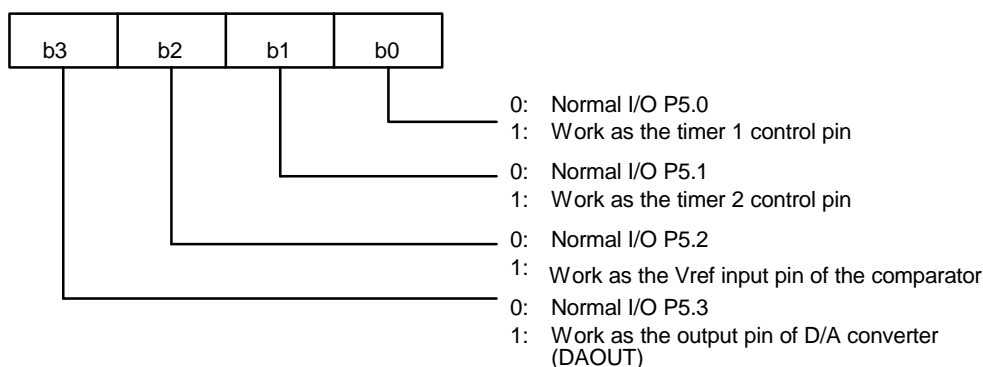 b3 b2 b1 b0
0: Normal I/O P5.0
1: Work as the timer 1 control pin
0: Normal I/O P5.1
1: Work as the timer 2 control pin
0: Normal I/O P5.2
1: Work as the Vref input pin of the comparator
0: Normal I/O P5.3
1: Work as the output pin of D/A converter
(DAOUT)